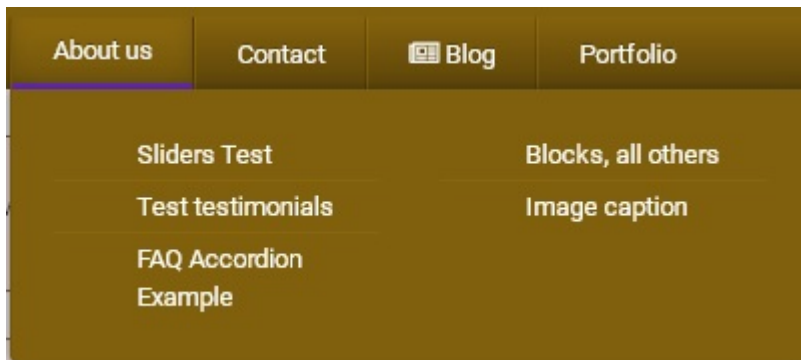 About us
Contact
Blog
Portfolio
Sliders Test
Test testimonials
FAQ Accordion
Example
Blocks, all others
Image caption